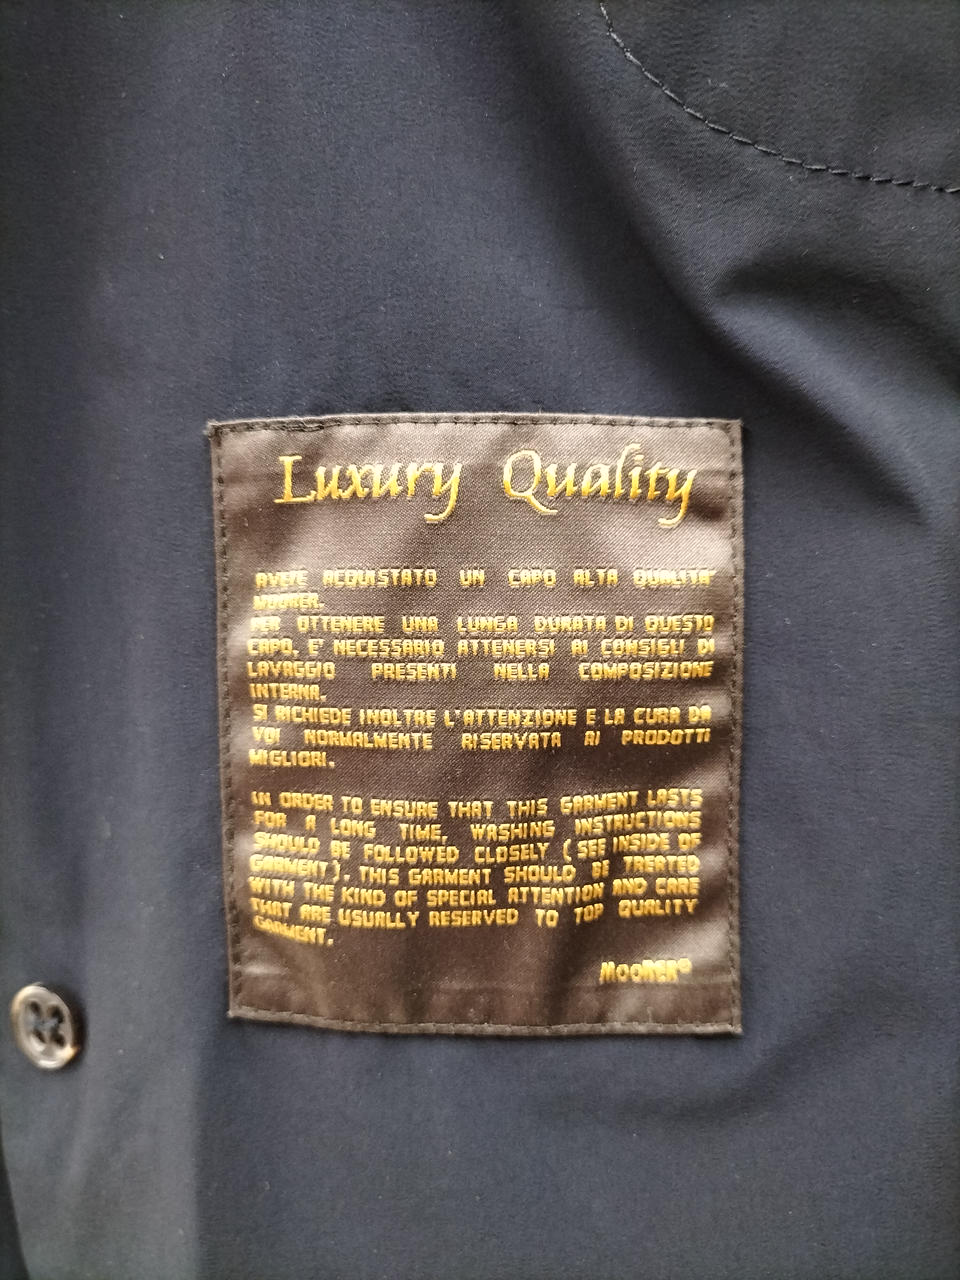 Luxury Quality
AVETE ACQUISTATO UN CAPO ALTA QUALITA'
MOORER.
PER OTTENERE UNA LUNGA DURATA DI QUESTO
CAPO, E' NECESSARIO ATTENERSI AI CONSIGLI DI
LAVAGGIO PRESENTI NELLA COMPOSIZIONE
INTERNA.
SI RICHIEDE INOLTRE L'ATTENZIONE E LA CURA DA
VOI NORMALMENTE RISERVATA AI PRODOTTI
MIGLIORI.
IN ORDER TO ENSURE THAT THIS GARMENT LASTS
FOR A LONG TIME, WASHING INSTRUCTIONS
SHOULD BE FOLLOWED CLOSELY (SEE INSIDE OF
GARMENT). THIS GARMENT SHOULD BE TREATED
WITH THE KIND OF SPECIAL ATTENTION AND CARE
THAT ARE USUALLY RESERVED TO TOP QUALITY
GARMENT.
MOORER®